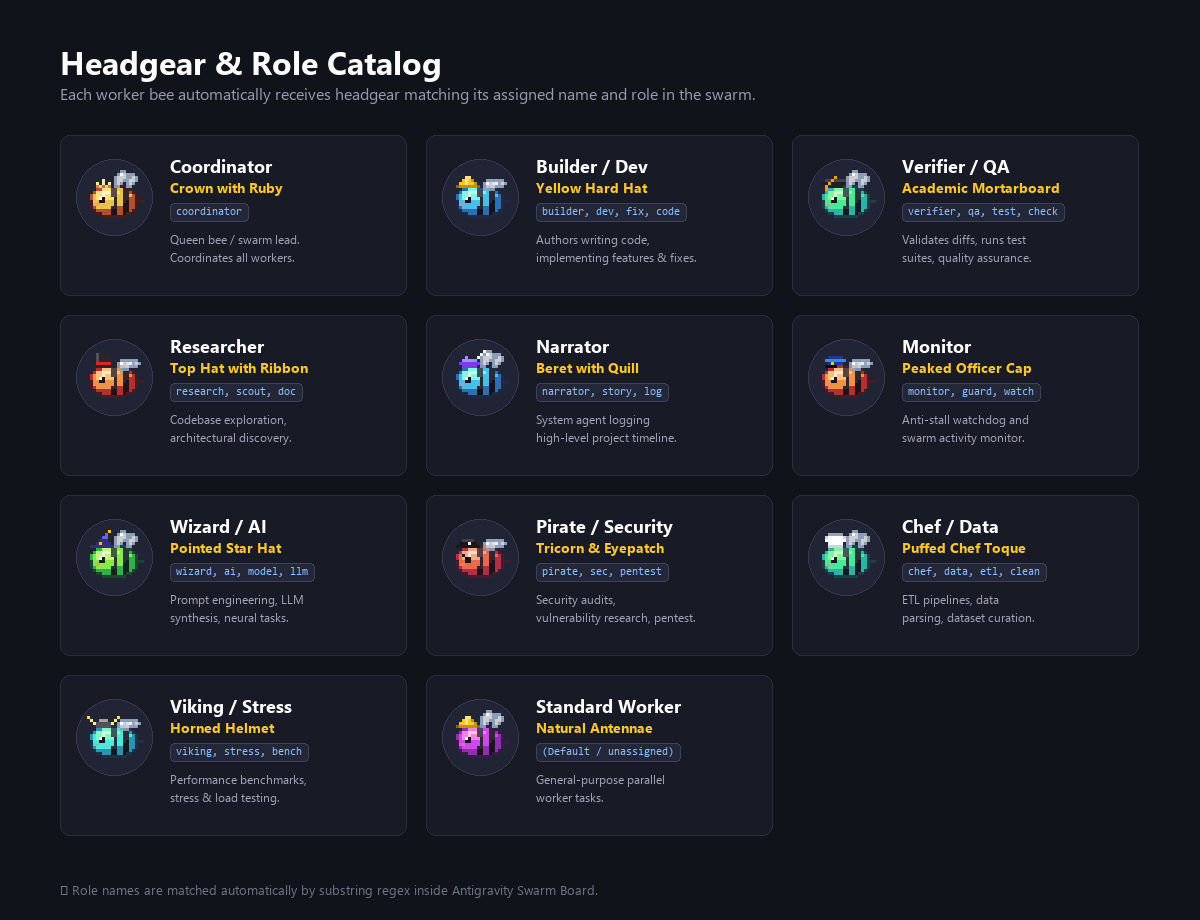 Headgear & Role Catalog
Each worker bee automatically receives headgear matching its assigned name and role in the swarm.
Coordinator
Crown with Ruby
coordinator
Queen bee / swarm lead.
Coordinates all workers.
Builder / Dev
Yellow Hard Hat
builder, dev, fix, code
Authors writing code,
implementing features & fixes.
Verifier / QA
Academic Mortarboard
verifier, qa, test, check
Validates diffs, runs test
suites, quality assurance.
Researcher
Top Hat with Ribbon
research, scout, doc
Codebase exploration,
architectural discovery.
Narrator
Beret with Quill
narrator, story, log
System agent logging
high-level project timeline.
Monitor
Peaked Officer Cap
monitor, guard, watch
Anti-stall watchdog and
swarm activity monitor.
Wizard / AI
Pointed Star Hat
wizard, ai, model, llm
Prompt engineering, LLM
synthesis, neural tasks.
Pirate / Security
Tricorn & Eyepatch
pirate, sec, pentest
Security audits,
vulnerability research, pentest.
Chef / Data
Puffed Chef Toque
chef, data, etl, clean
ETL pipelines, data
parsing, dataset curation.
Viking / Stress
Horned Helmet
viking, stress, bench
Performance benchmarks,
stress & load testing.
Standard Worker
Natural Antennae
(Default / unassigned)
General-purpose parallel
worker tasks.
Role names are matched automatically by substring regex inside Antigravity Swarm Board.